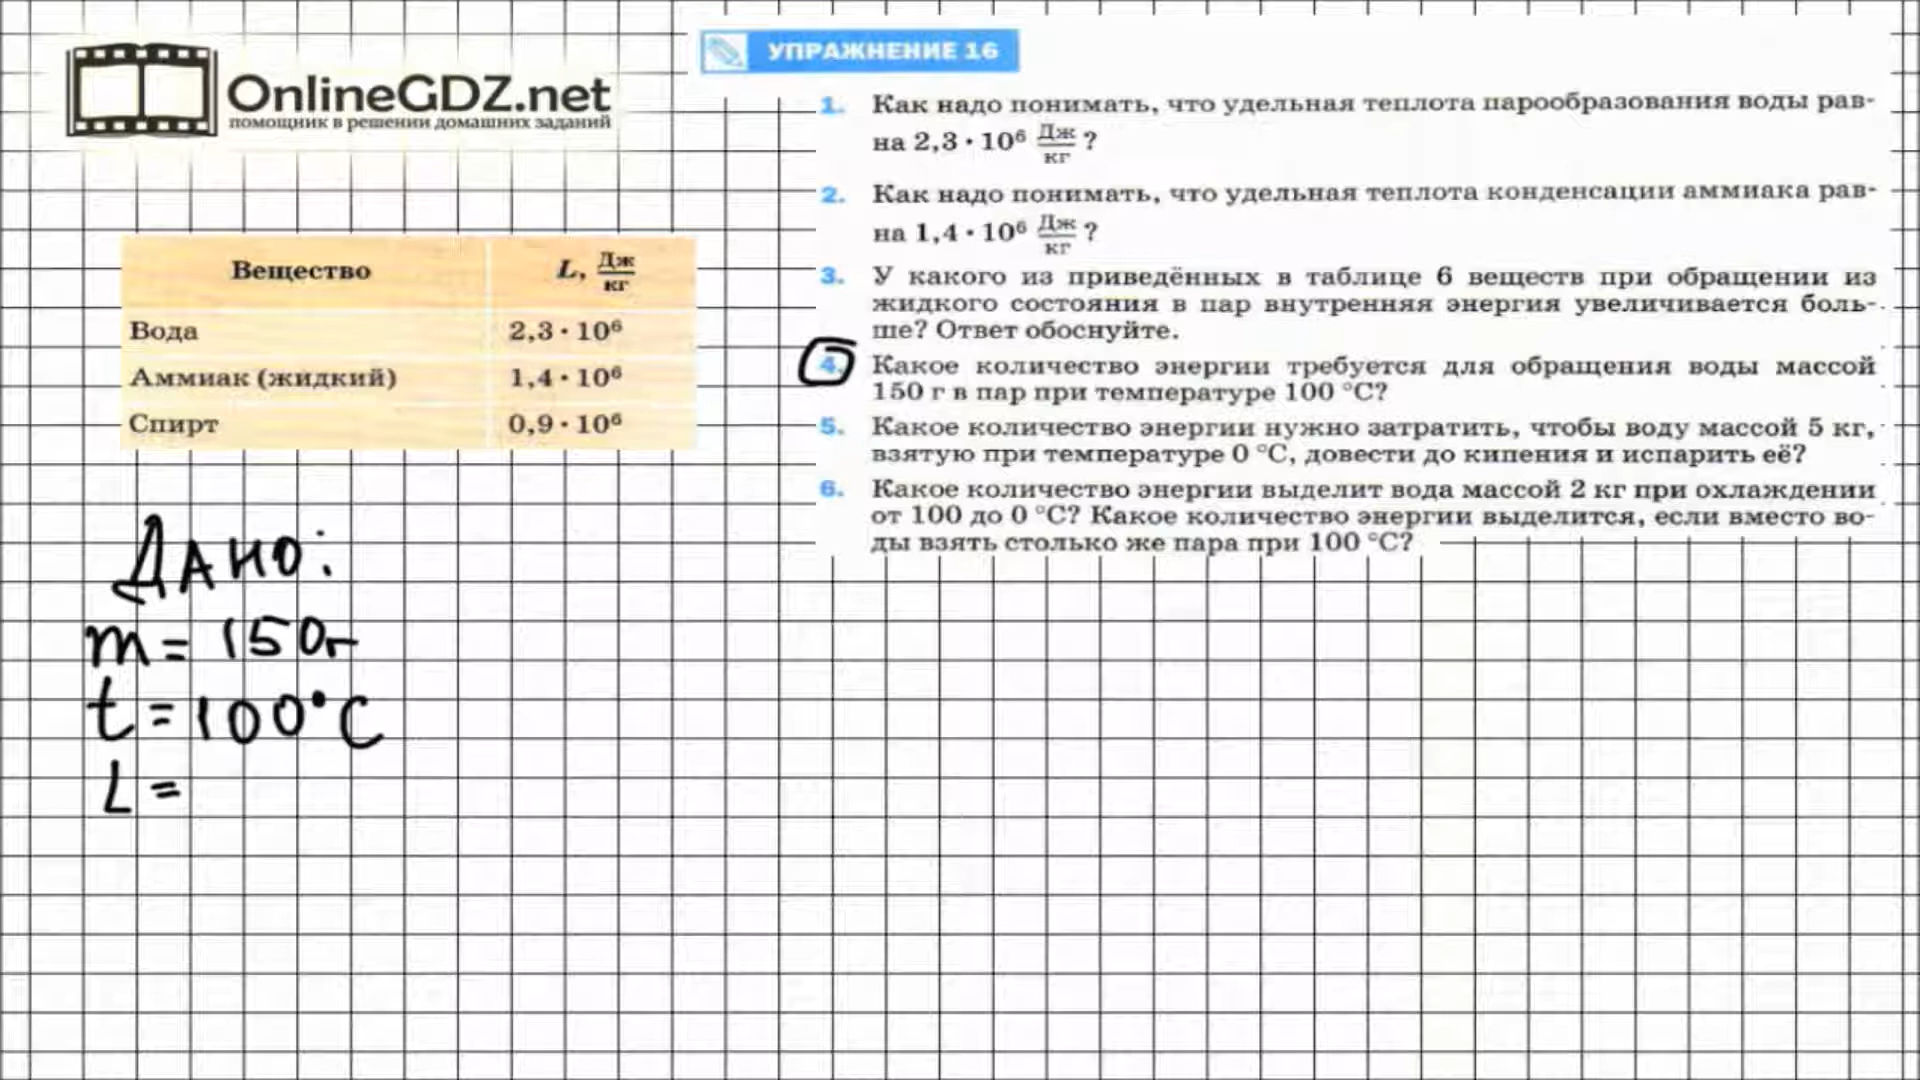 OnlineGDZ.net
помощник в решении домашних заданий
УПРАЖНЕНИЕ 16
1. Как надо понимать, что удельная теплота парообразования воды рав-
на 2,3 · 10⁶ Дж/кг ?
2. Как надо понимать, что удельная теплота конденсации аммиака рав-
на 1,4 · 10⁶ Дж/кг ?
3. У какого из приведённых в таблице 6 веществ при обращении из
жидкого состояния в пар внутренняя энергия увеличивается боль-
ше? Ответ обоснуйте.
4. Какое количество энергии требуется для обращения воды массой
150 г в пар при температуре 100 °С?
5. Какое количество энергии нужно затратить, чтобы воду массой 5 кг,
взятую при температуре 0 °С, довести до кипения и испарить её?
6. Какое количество энергии выделит вода массой 2 кг при охлаждении
от 100 до 0 °С? Какое количество энергии выделится, если вместо во-
ды взять столько же пара при 100 °С?
Вещество L, Дж/кг
Вода 2,3 · 10⁶
Аммиак (жидкий) 1,4 · 10⁶
Спирт 0,9 · 10⁶
ДАНО:
m = 150г
t = 100°C
L =